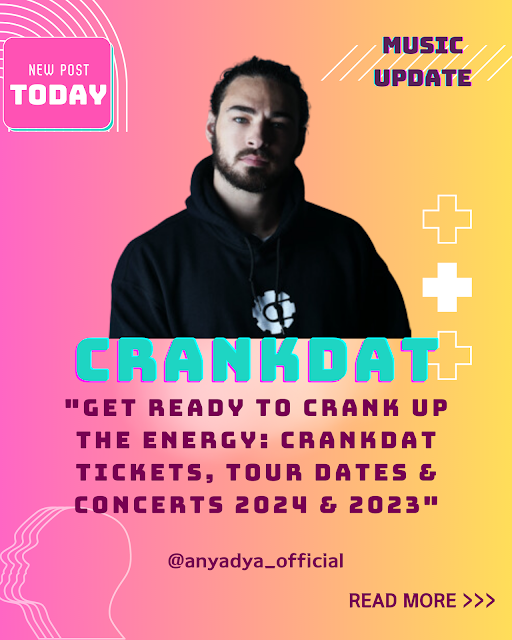 NEW POST
TODAY
MUSIC
UPDATE
CRANKDAT
"GET READY TO CRANK UP
THE ENERGY: CRANKDAT
TICKETS, TOUR DATES &
CONCERTS 2024 & 2023"
@anyadya_official
READ MORE >>>